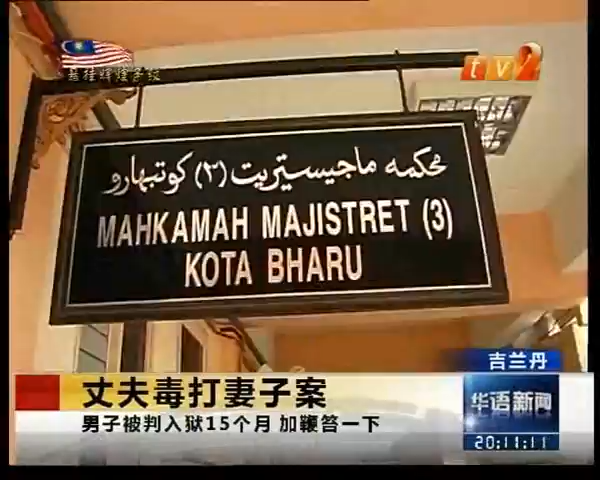 tv2
محكمه ماجيستريت (٣) كوتبهارو
MAHKAMAH MAJISTRET (3)
KOTA BHARU
吉兰丹
丈夫毒打妻子案
男子被判入狱15个月 加鞭笞一下
华语新闻
20:11:11